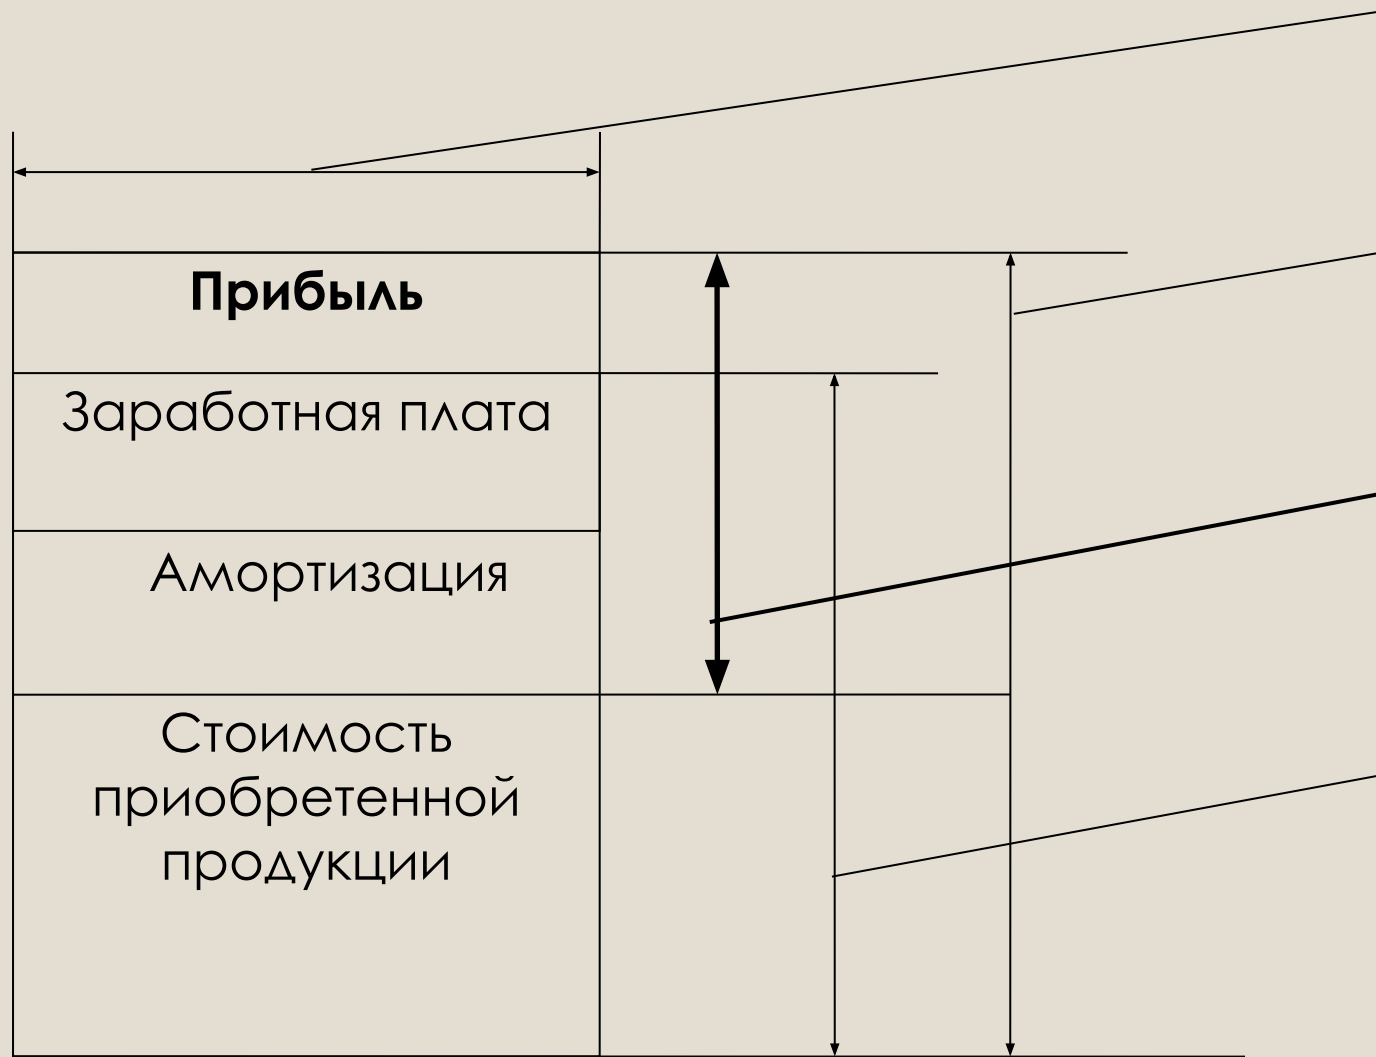 Прибыль
Заработная плата
Амортизация
Стоимость
приобретенной
продукции